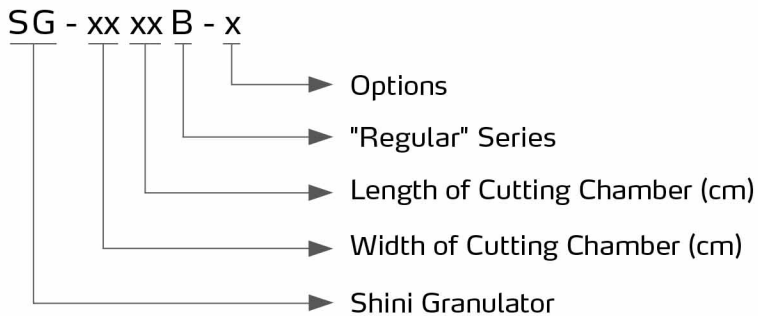 SG - xx xx B - x
Options
"Regular" Series
Length of Cutting Chamber (cm)
Width of Cutting Chamber (cm)
Shini Granulator